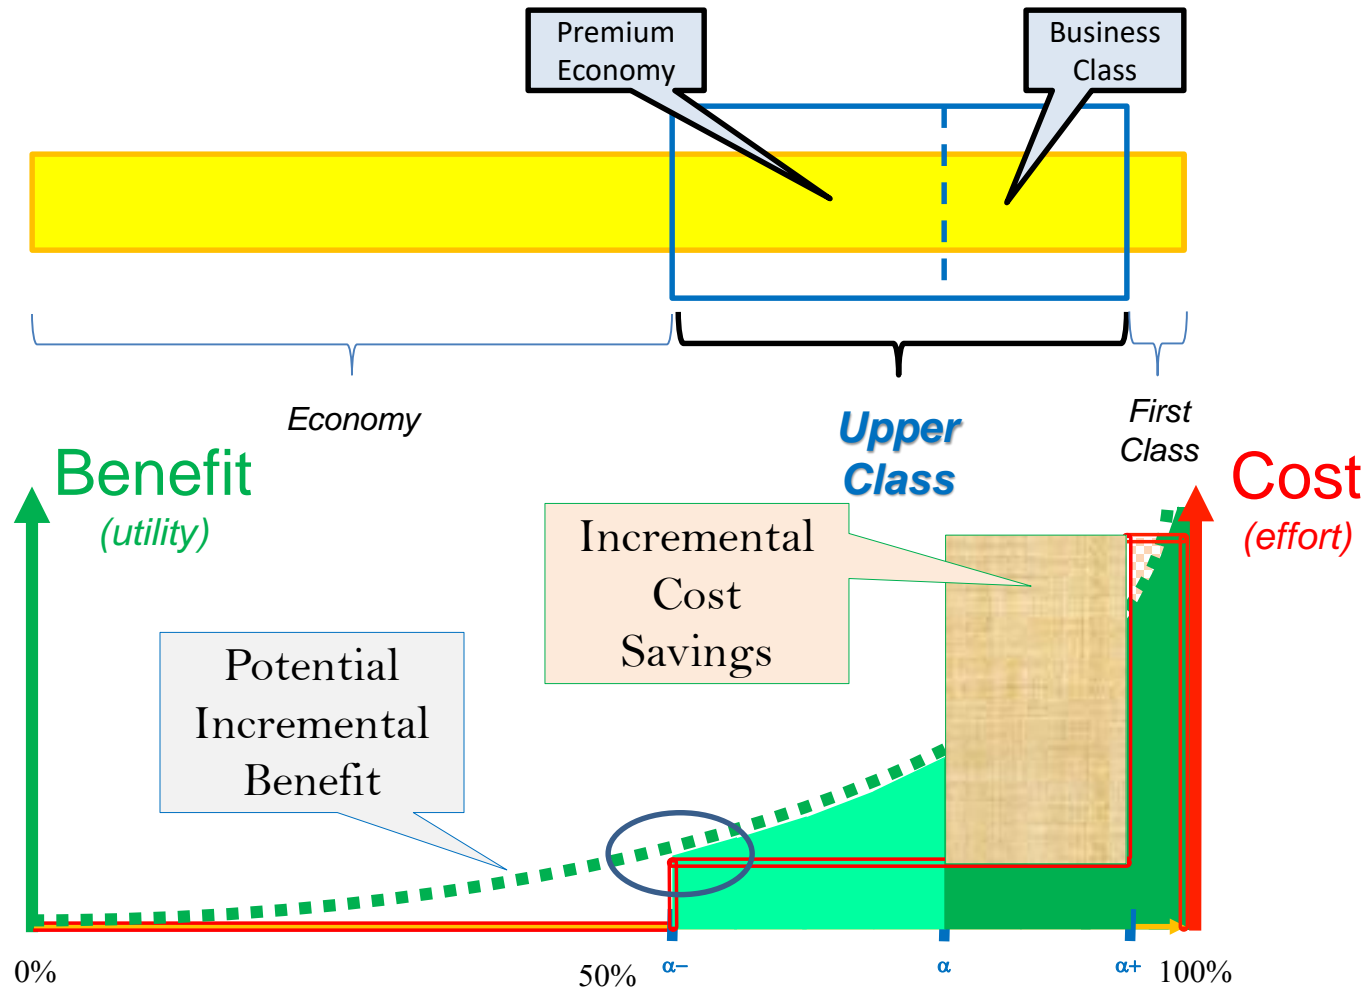 Premium
Economy
Business
Class
Economy
Upper
Class
First
Class
Benefit
(utility)
Cost
(effort)
Incremental
Cost
Savings
Potential
Incremental
Benefit
0%
50%
α−
α
α+
100%